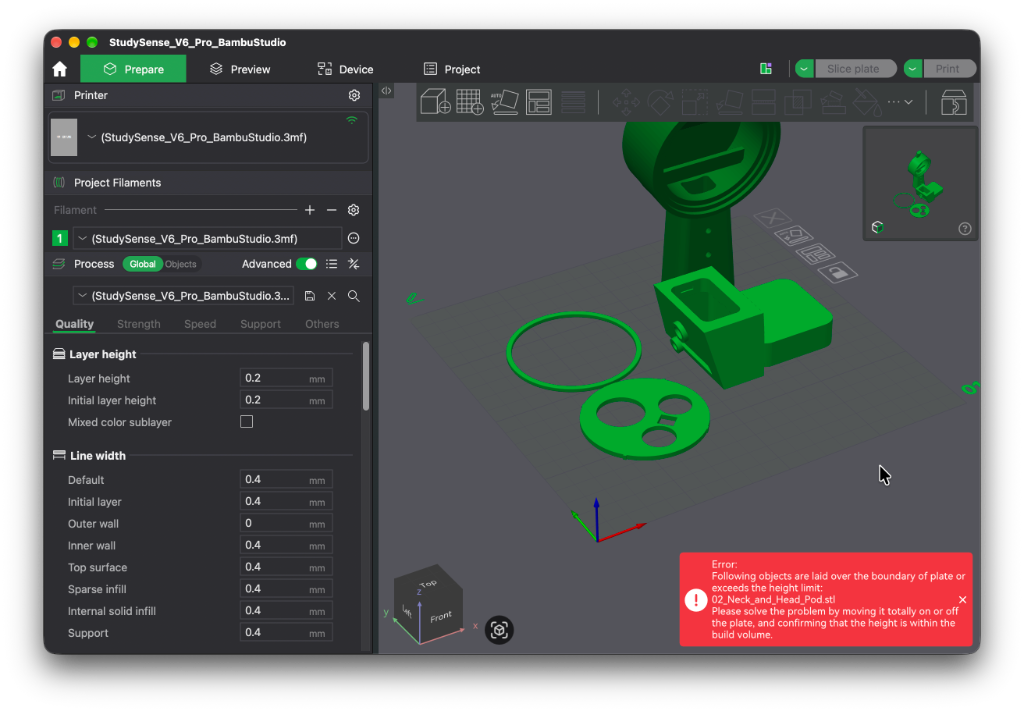 StudySense_V6_Pro_BambuStudio
Prepare
Preview
Device
Project
Slice plate
Print
Printer
(StudySense_V6_Pro_BambuStudio.3mf)
Project Filaments
Filament
1
(StudySense_V6_Pro_BambuStudio.3mf)
Process
Global
Objects
Advanced
(StudySense_V6_Pro_BambuStudio.3...
Quality
Strength
Speed
Support
Others
Layer height
Layer height 0.2 mm
Initial layer height 0.2 mm
Mixed color sublayer
Line width
Default 0.4 mm
Initial layer 0.4 mm
Outer wall 0 mm
Inner wall 0.4 mm
Top surface 0.4 mm
Sparse infill 0.4 mm
Internal solid infill 0.4 mm
Support 0.4 mm
AUTO
Top
Left
Front
z
y
x
Error:
Following objects are laid over the boundary of plate or
exceeds the height limit:
02_Neck_and_Head_Pod.stl
Please solve the problem by moving it totally on or off
the plate, and confirming that the height is within the
build volume.